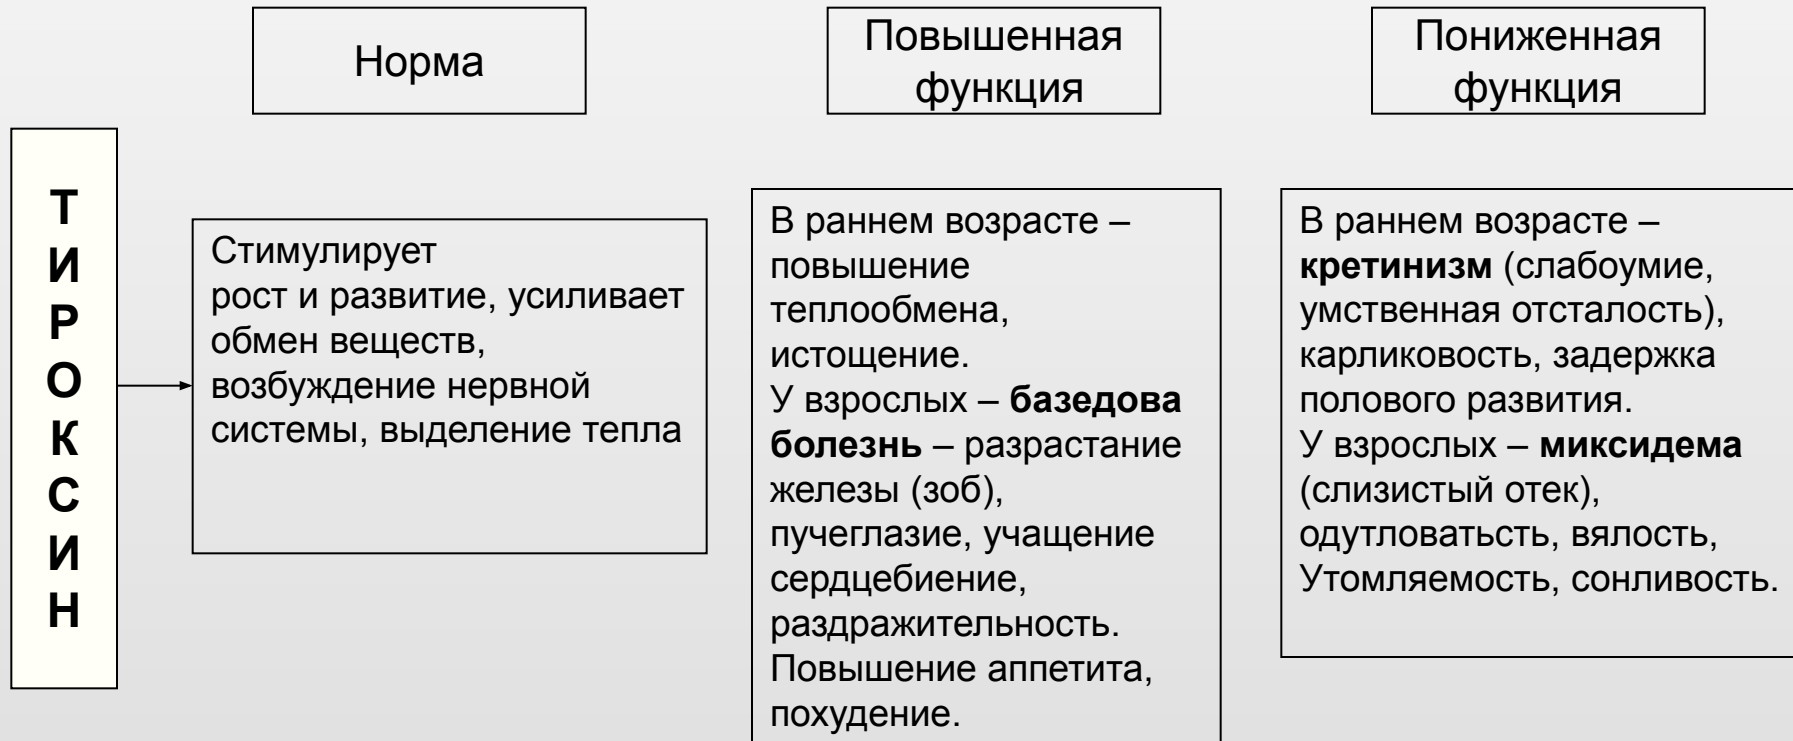 Норма
Повышенная
функция
Пониженная
функция
Т
И
Р
О
К
С
И
Н
Стимулирует
рост и развитие, усиливает
обмен веществ,
возбуждение нервной
системы, выделение тепла
В раннем возрасте –
повышение
теплообмена,
истощение.
У взрослых – базедова
болезнь – разрастание
железы (зоб),
пучеглазие, учащение
сердцебиение,
раздражительность.
Повышение аппетита,
похудение.
В раннем возрасте –
кретинизм (слабоумие,
умственная отсталость),
карликовость, задержка
полового развития.
У взрослых – миксидема
(слизистый отек),
одутловатьсть, вялость,
Утомляемость, сонливость.